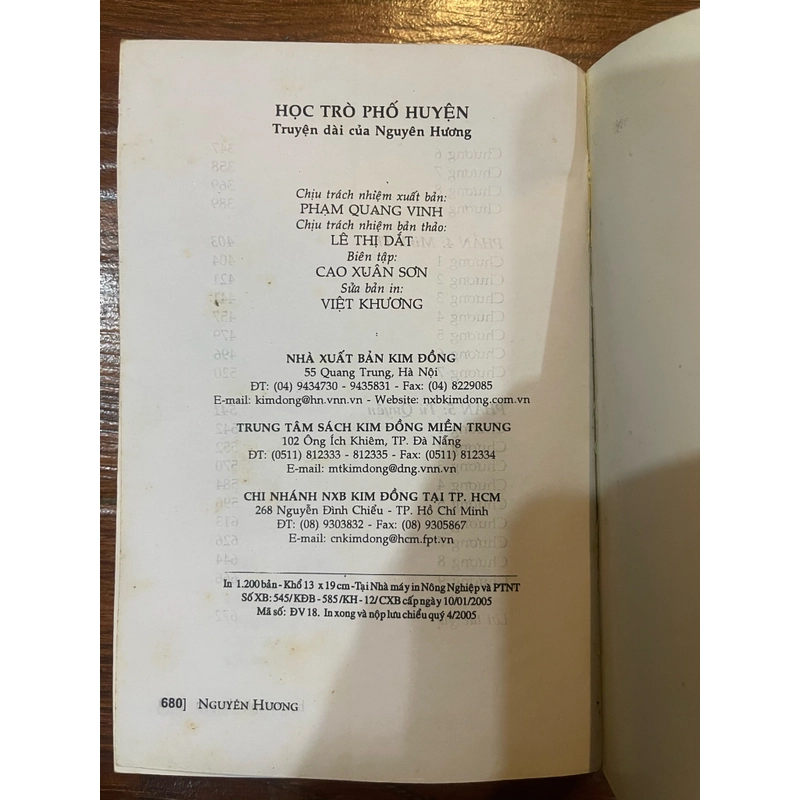 HỌC TRÒ PHỐ HUYỆN
Truyện dài của Nguyên Hương
Chịu trách nhiệm xuất bản:
PHẠM QUANG VINH
Chịu trách nhiệm bản thảo:
LÊ THỊ DẮT
Biên tập:
CAO XUÂN SƠN
Sửa bản in:
VIỆT KHƯƠNG
NHÀ XUẤT BẢN KIM ĐỒNG
55 Quang Trung, Hà Nội
ĐT: (04) 9434730 - 9435831 - Fax: (04) 8229085
E-mail: kimdong@hn.vnn.vn - Website: nxbkimdong.com.vn
TRUNG TÂM SÁCH KIM ĐỒNG MIỀN TRUNG
102 Ông Ích Khiêm, TP. Đà Nẵng
ĐT: (0511) 812333 - 812335 - Fax: (0511) 812334
E-mail: mtkimdong@dng.vnn.vn
CHI NHÁNH NXB KIM ĐỒNG TẠI TP. HCM
268 Nguyễn Đình Chiểu - TP. Hồ Chí Minh
ĐT: (08) 9303832 - Fax: (08) 9305867
E-mail: cnkimdong@hcm.fpt.vn
In 1.200 bản - Khổ 13 x 19 cm - Tại Nhà máy in Nông Nghiệp và PTNT
Số XB: 545/KĐB - 585/KH - 12/CXB cấp ngày 10/01/2005
Mã số: ĐV 18. In xong và nộp lưu chiểu quý 4/2005
680] NGUYÊN HƯƠNG